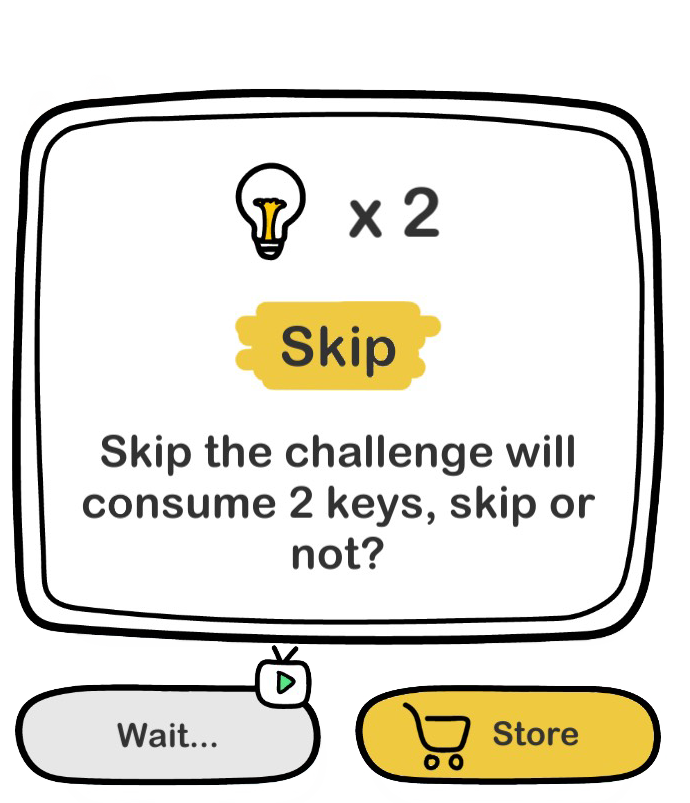 x 2
Skip
Skip the challenge will
consume 2 keys, skip or
not?
Wait...
Store